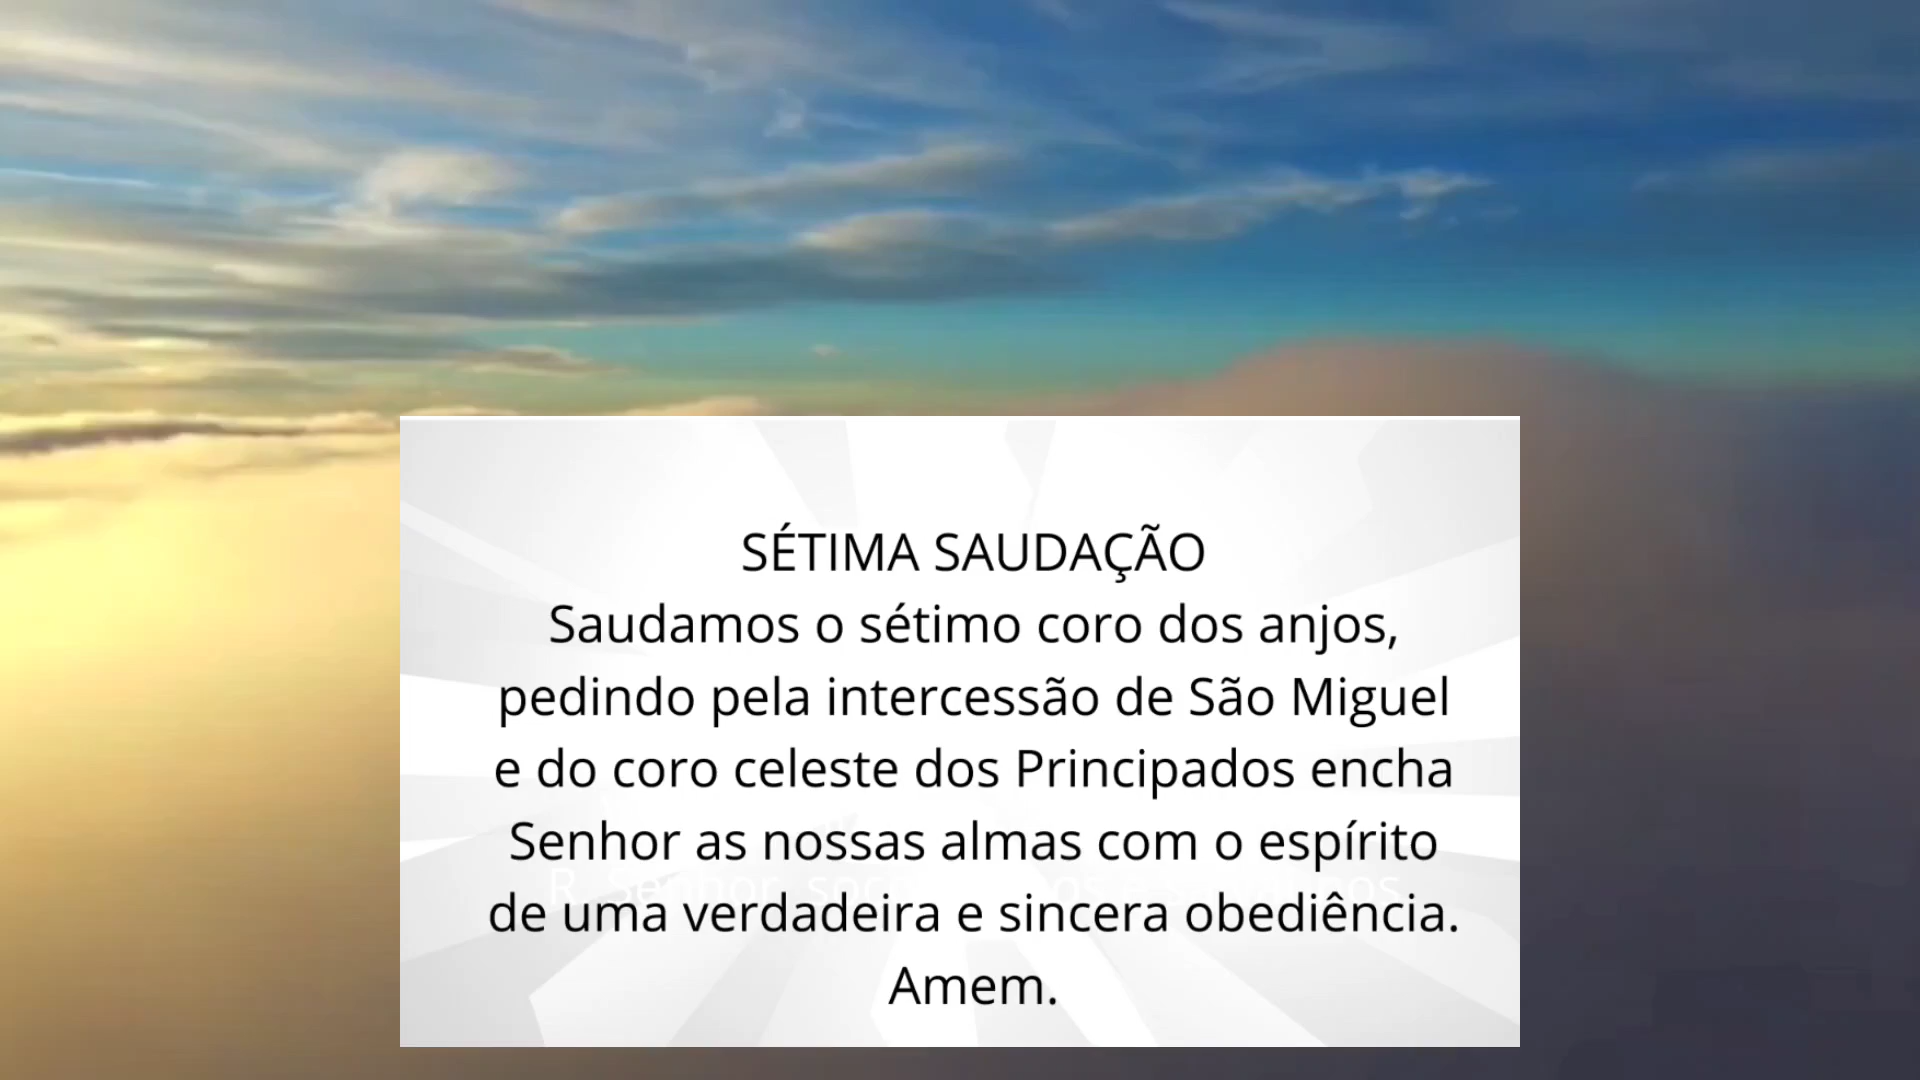 SÉTIMA SAUDAÇÃO
Saudamos o sétimo coro dos anjos,
pedindo pela intercessão de São Miguel
e do coro celeste dos Principados encha
Senhor as nossas almas com o espírito
R. Senhor,
de uma verdadeira e sincera obediência.
Amem.